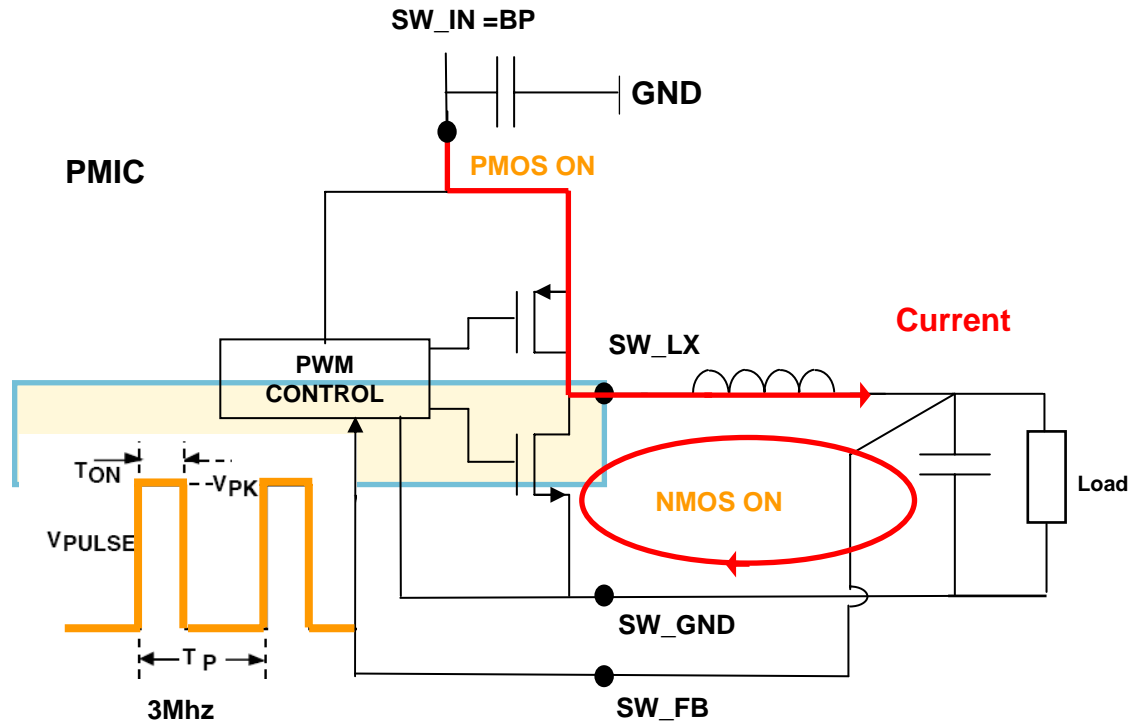 SW_IN =BP
GND
PMOS ON
PMIC
Current
SW_LX
PWM
CONTROL
TON
VPK
NMOS ON
Load
VPULSE
SW_GND
TP
SW_FB
3Mhz